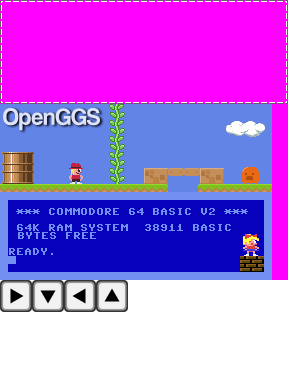 OpenGGS
*** COMMODORE 64 BASIC V2 ***
64K RAM SYSTEM  38911 BASIC
BYTES FREE
READY.